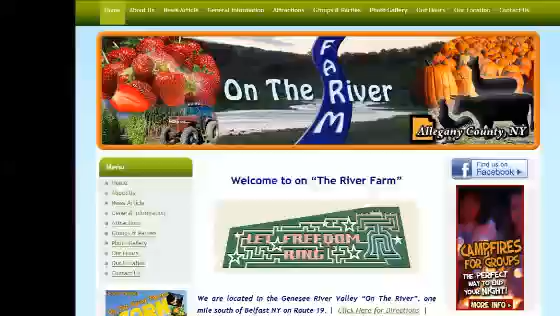 Home About Us News Article General Information Attractions Groups & Parties Photo Gallery Our Hours Our Location Contact Us
On The River
FARM
Allegany County, NY
Menu
Home
About Us
News Article
General Information
Attractions
Groups & Parties
Photo Gallery
Our Hours
Our Location
Contact Us
Welcome to on “The River Farm”
LET FREEDOM
RING
We are located in the Genesee River Valley “On The River”, one
mile south of Belfast NY on Route 19. | Click Here for Directions |
Find us on
Facebook
CAMPFIRES
FOR GROUPS
THE PERFECT
WAY TO END
YOUR NIGHT!
MORE INFO
CORN